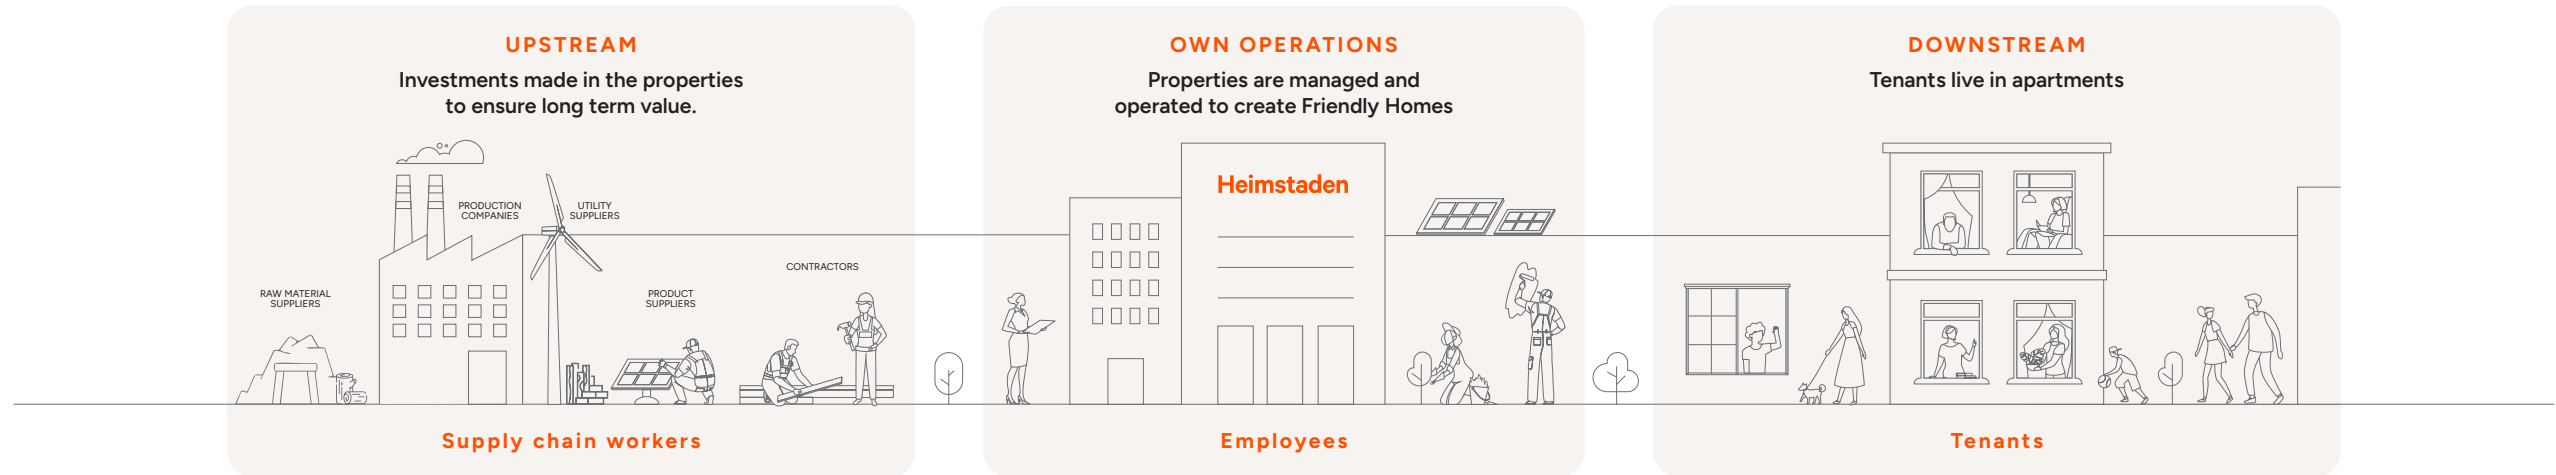 UPSTREAM
Investments made in the properties
to ensure long term value.
PRODUCTION
COMPANIES
UTILITY
SUPPLIERS
CONTRACTORS
RAW MATERIAL
SUPPLIERS
PRODUCT
SUPPLIERS
Supply chain workers
OWN OPERATIONS
Properties are managed and
operated to create Friendly Homes
Heimstaden
Employees
DOWNSTREAM
Tenants live in apartments
Tenants